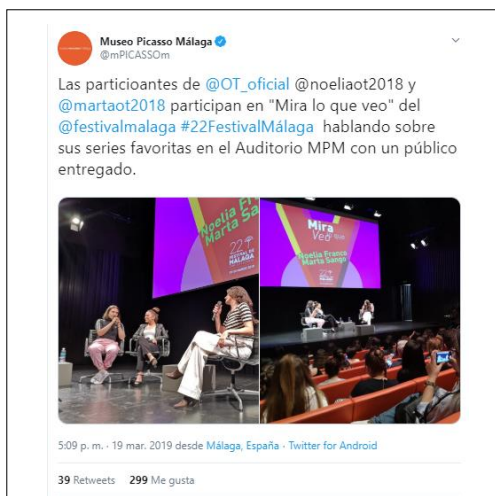 Museo Picasso Málaga
@mPICASSOm
Las particioantes de @OT_oficial @noeliaot2018 y
@martaot2018 participan en "Mira lo que veo" del
@festivalmalaga #22FestivalMálaga hablando sobre
sus series favoritas en el Auditorio MPM con un público
entregado.
Noelia Fra
Marta Sa
22
FESTIVAL DE
MALAGA
Mira
Veo
Noelia Franco
Marta Sango
22
5:09 p. m. · 19 mar. 2019 desde Málaga, España · Twitter for Android
39 Retweets 299 Me gusta